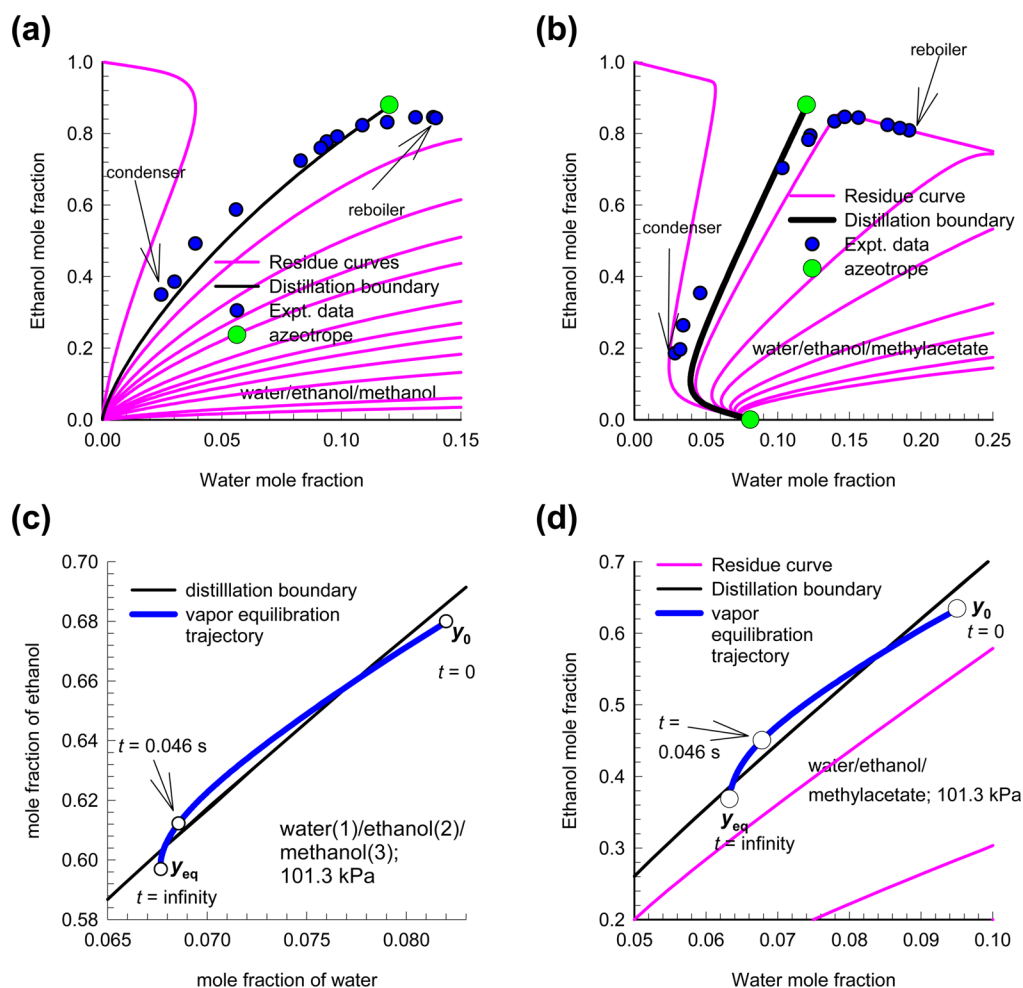 (a)
1.0
0.8
0.6
0.4
0.2
0.0
Ethanol mole fraction
condenser
reboiler
Residue curves
Distillation boundary
Expt. data
azeotrope
water/ethanol/methanol
0.00
0.05
0.10
0.15
Water mole fraction
(b)
1.0
0.8
0.6
0.4
0.2
0.0
Ethanol mole fraction
reboiler
condenser
Residue curve
Distillation boundary
Expt. data
azeotrope
water/ethanol/methylacetate
0.00
0.05
0.10
0.15
0.20
0.25
Water mole fraction
(c)
0.70
0.68
0.66
0.64
0.62
0.60
0.58
mole fraction of ethanol
distilllation boundary
vapor equilibration
trajectory
y0
t = 0
t = 0.046 s
yeq
t = infinity
water(1)/ethanol(2)/
methanol(3);
101.3 kPa
0.065
0.070
0.075
0.080
mole fraction of water
(d)
0.7
0.6
0.5
0.4
0.3
0.2
Ethanol mole fraction
Residue curve
Distillation boundary
vapor
equilibration
trajectory
y0
t = 0
t =
0.046 s
water/ethanol/
methylacetate; 101.3 kPa
yeq
t = infinity
0.05
0.06
0.07
0.08
0.09
0.10
Water mole fraction